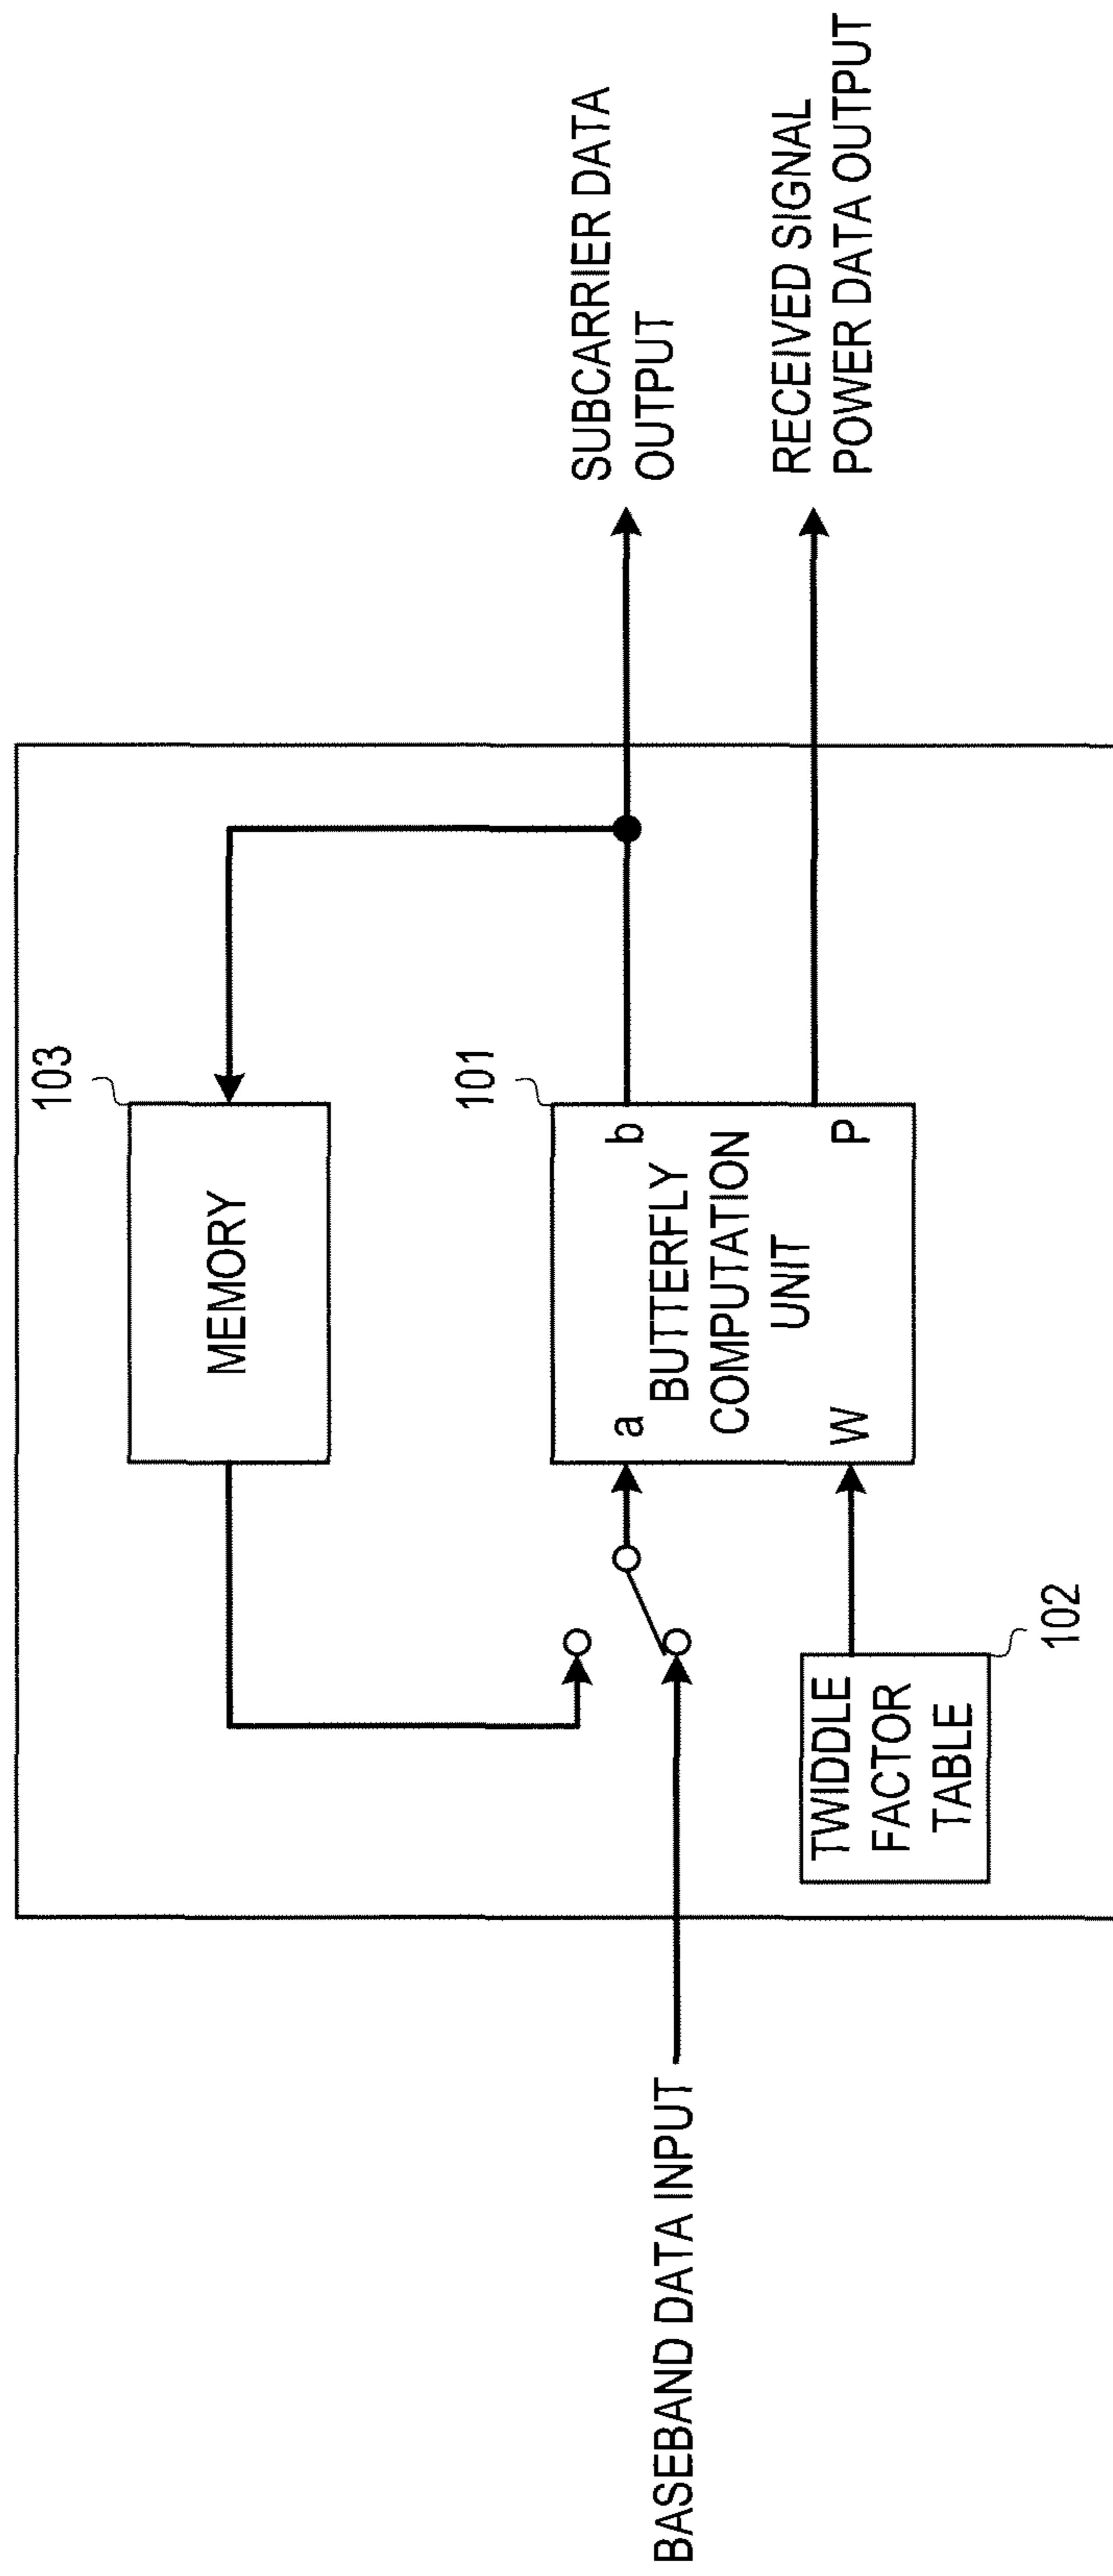 103
MEMORY
101
a
b
BUTTERFLY
COMPUTATION
UNIT
W
P
SUBCARRIER DATA
OUTPUT
RECEIVED SIGNAL
POWER DATA OUTPUT
BASEBAND DATA INPUT
TWIDDLE
FACTOR
TABLE
102